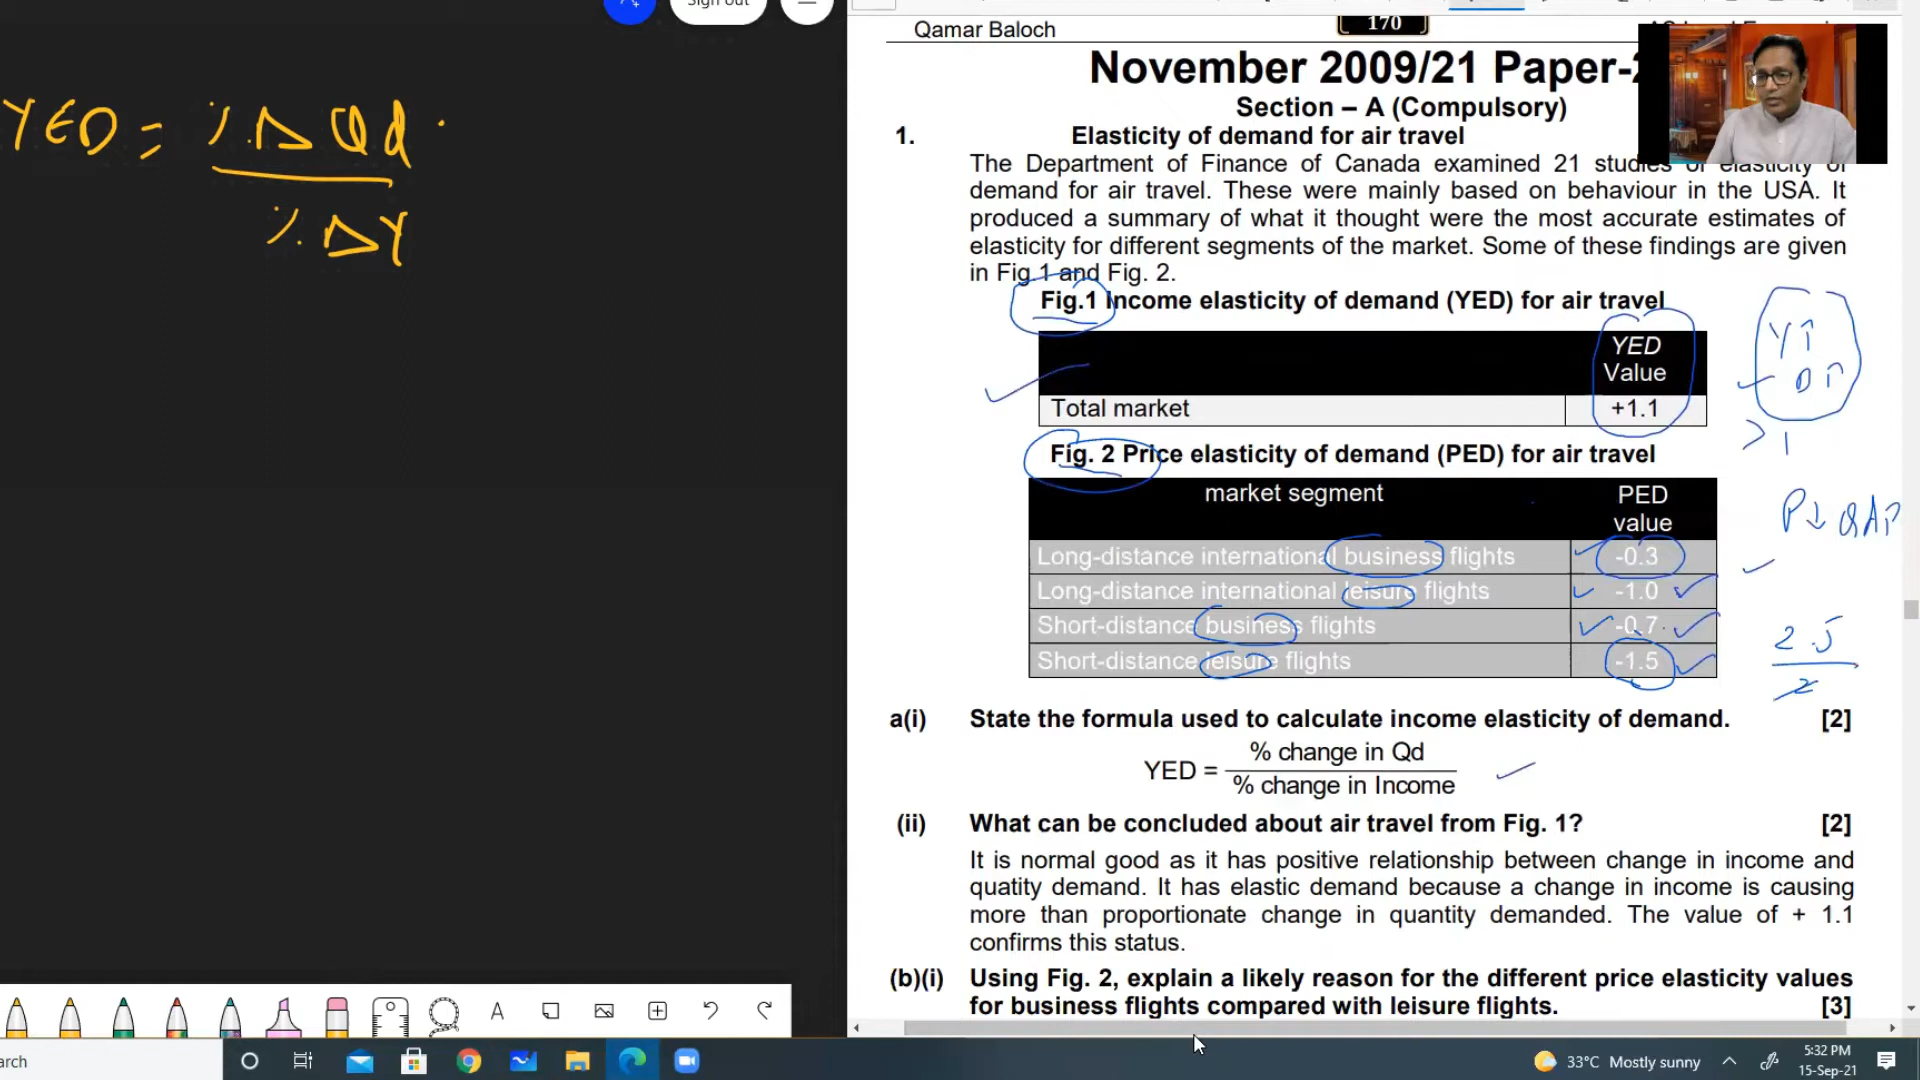 Sign out
YED = %ΔQd
%ΔY
Qamar Baloch
170
November 2009/21 Paper-
Section – A (Compulsory)
1. Elasticity of demand for air travel
The Department of Finance of Canada examined 21 studies of elasticity of
demand for air travel. These were mainly based on behaviour in the USA. It
produced a summary of what it thought were the most accurate estimates of
elasticity for different segments of the market. Some of these findings are given
in Fig.1 and Fig. 2.
Fig.1 Income elasticity of demand (YED) for air travel
YED
Value
Total market +1.1
Y↑
D↑
> 1
Fig. 2 Price elasticity of demand (PED) for air travel
market segment PED
value
P↓
Long-distance international business flights -0.3
Long-distance international leisure flights -1.0
Short-distance business flights -0.7
Short-distance leisure flights -1.5
2.5
2
a(i) State the formula used to calculate income elasticity of demand. [2]
YED = % change in Qd
% change in Income
(ii) What can be concluded about air travel from Fig. 1? [2]
It is normal good as it has positive relationship between change in income and
quatity demand. It has elastic demand because a change in income is causing
more than proportionate change in quantity demanded. The value of + 1.1
confirms this status.
(b)(i) Using Fig. 2, explain a likely reason for the different price elasticity values
for business flights compared with leisure flights. [3]
A
arch
33°C Mostly sunny
5:32 PM
15-Sep-21